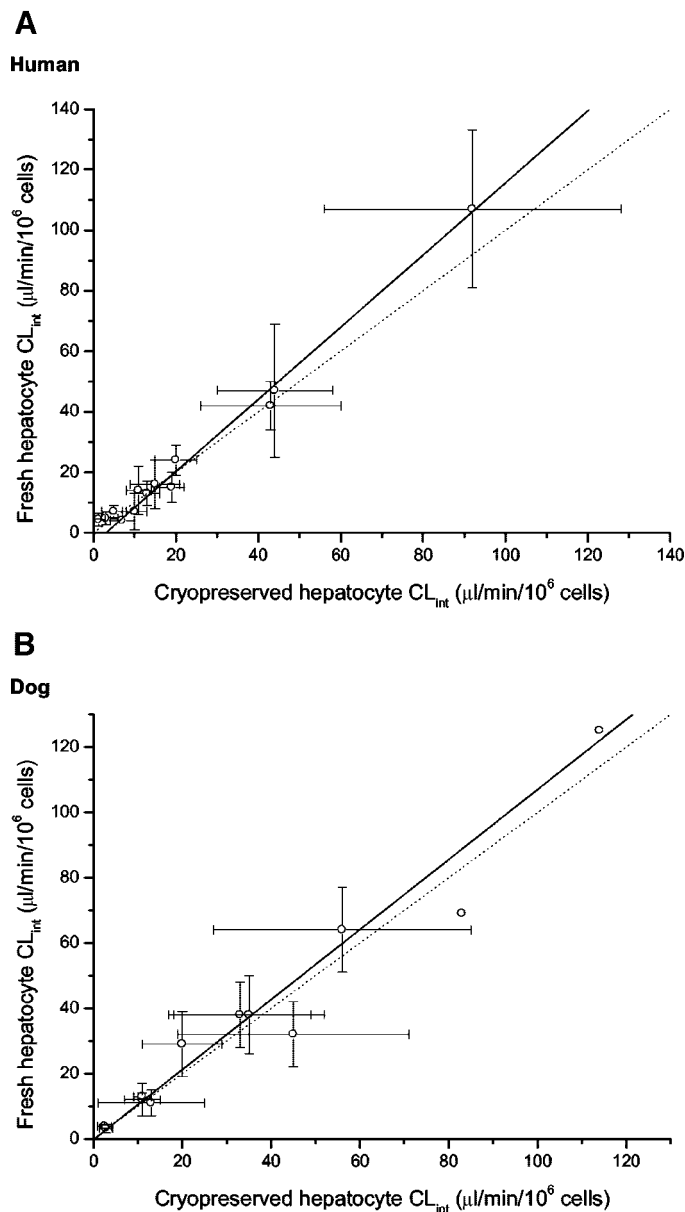 A
Human
140
120
100
80
60
40
20
0
Fresh hepatocyte CLint (µl/min/10⁶ cells)
0 20 40 60 80 100 120 140
Cryopreserved hepatocyte CLint (µl/min/10⁶ cells)
B
Dog
120
100
80
60
40
20
0
Fresh hepatocyte CLint (µl/min/10⁶ cells)
0 20 40 60 80 100 120
Cryopreserved hepatocyte CLint (µl/min/10⁶ cells)